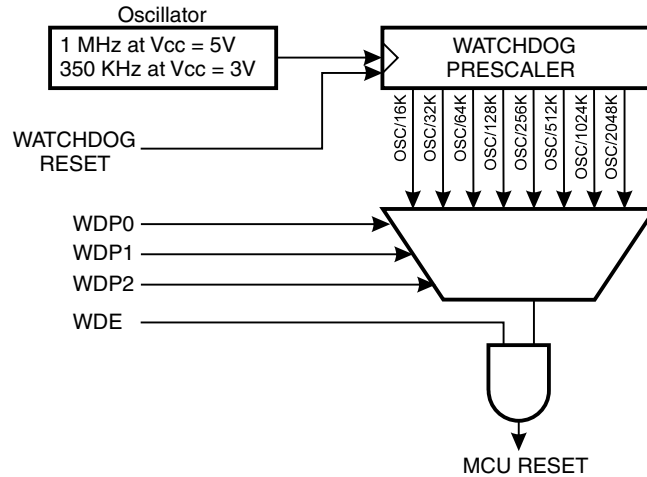 Oscillator
1 MHz at Vcc = 5V
350 KHz at Vcc = 3V
WATCHDOG
PRESCALER
OSC/16K
OSC/32K
OSC/64K
OSC/128K
OSC/256K
OSC/512K
OSC/1024K
OSC/2048K
WATCHDOG
RESET
WDP0
WDP1
WDP2
WDE
MCU RESET